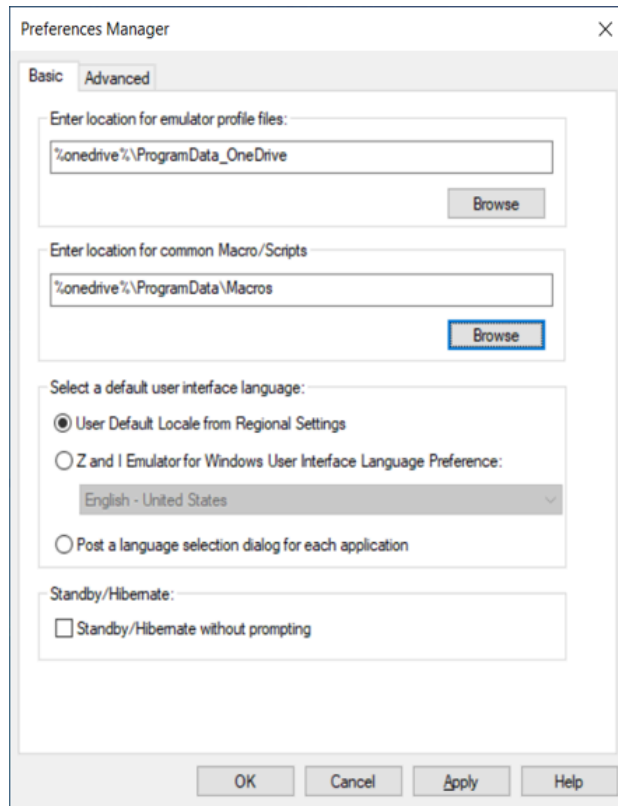 Preferences Manager
Basic
Advanced
Enter location for emulator profile files:
%onedrive%\ProgramData_OneDrive
Browse
Enter location for common Macro/Scripts
%onedrive%\ProgramData\Macros
Browse
Select a default user interface language:
User Default Locale from Regional Settings
Z and I Emulator for Windows User Interface Language Preference:
English - United States
Post a language selection dialog for each application
Standby/Hibernate:
Standby/Hibernate without prompting
OK
Cancel
Apply
Help